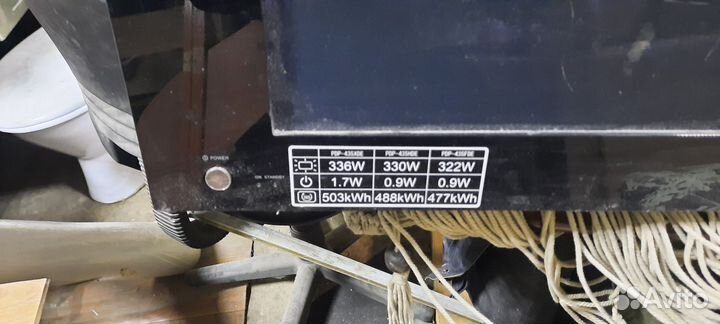 POWER
ON STANDBY
PDP-435XDE PDP-435HDE PDP-435FDE
336W 330W 322W
1.7W 0.9W 0.9W
503kWh 488kWh 477kWh
Avito